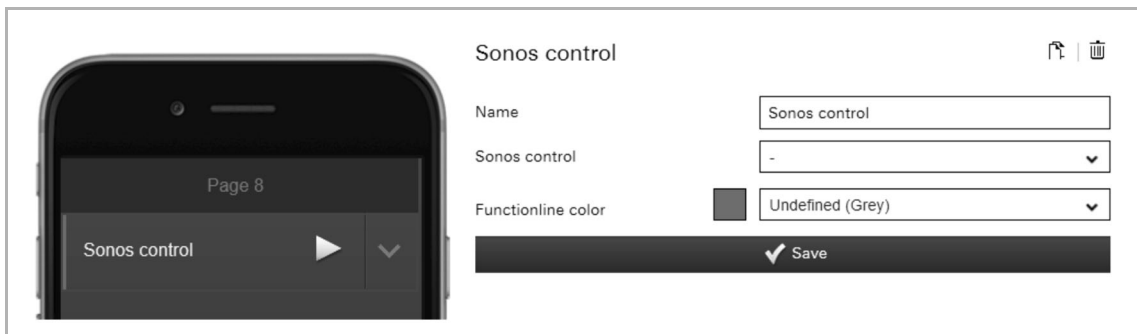 Page 8
Sonos control
Sonos control
Name
Sonos control
Sonos control
-
Functionline color
Undefined (Grey)
Save